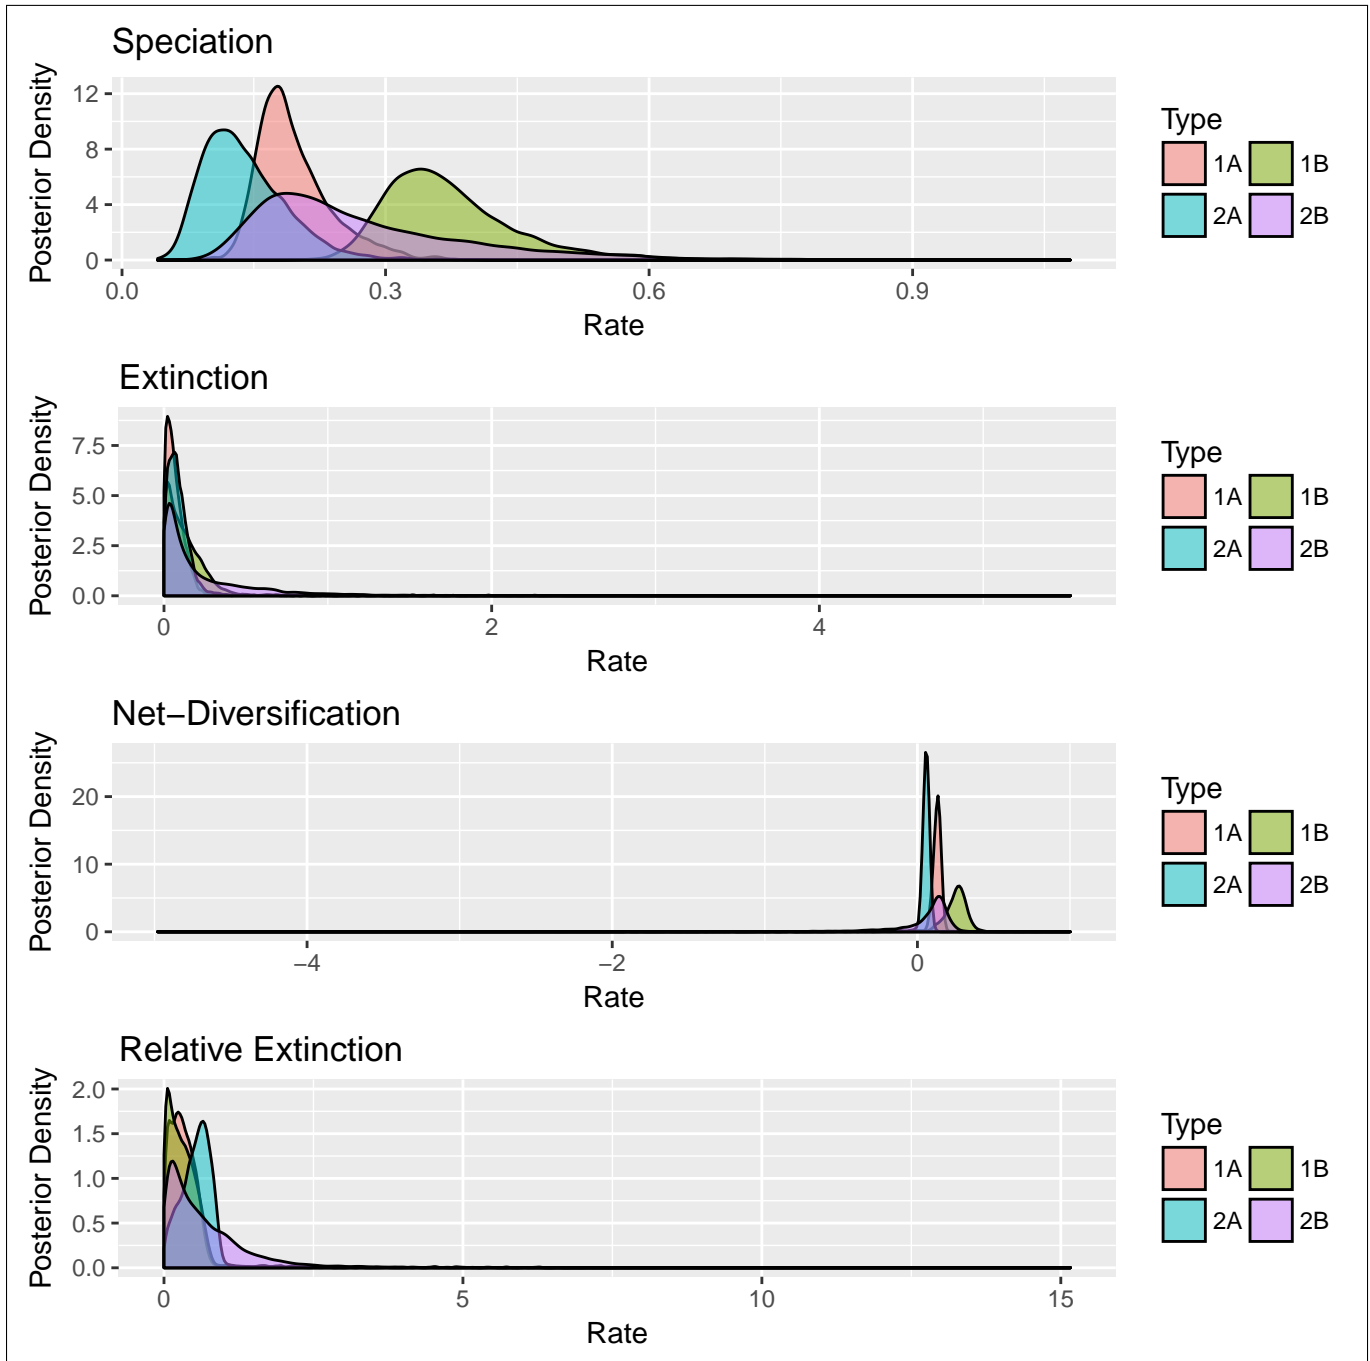 Speciation
Posterior Density
12
8
4
0
0.0 0.3 0.6 0.9
Rate
Type
1A 1B
2A 2B
Extinction
Posterior Density
7.5
5.0
2.5
0.0
0 2 4
Rate
Type
1A 1B
2A 2B
Net−Diversification
Posterior Density
20
10
0
−4 −2 0
Rate
Type
1A 1B
2A 2B
Relative Extinction
Posterior Density
2.0
1.5
1.0
0.5
0.0
0 5 10 15
Rate
Type
1A 1B
2A 2B